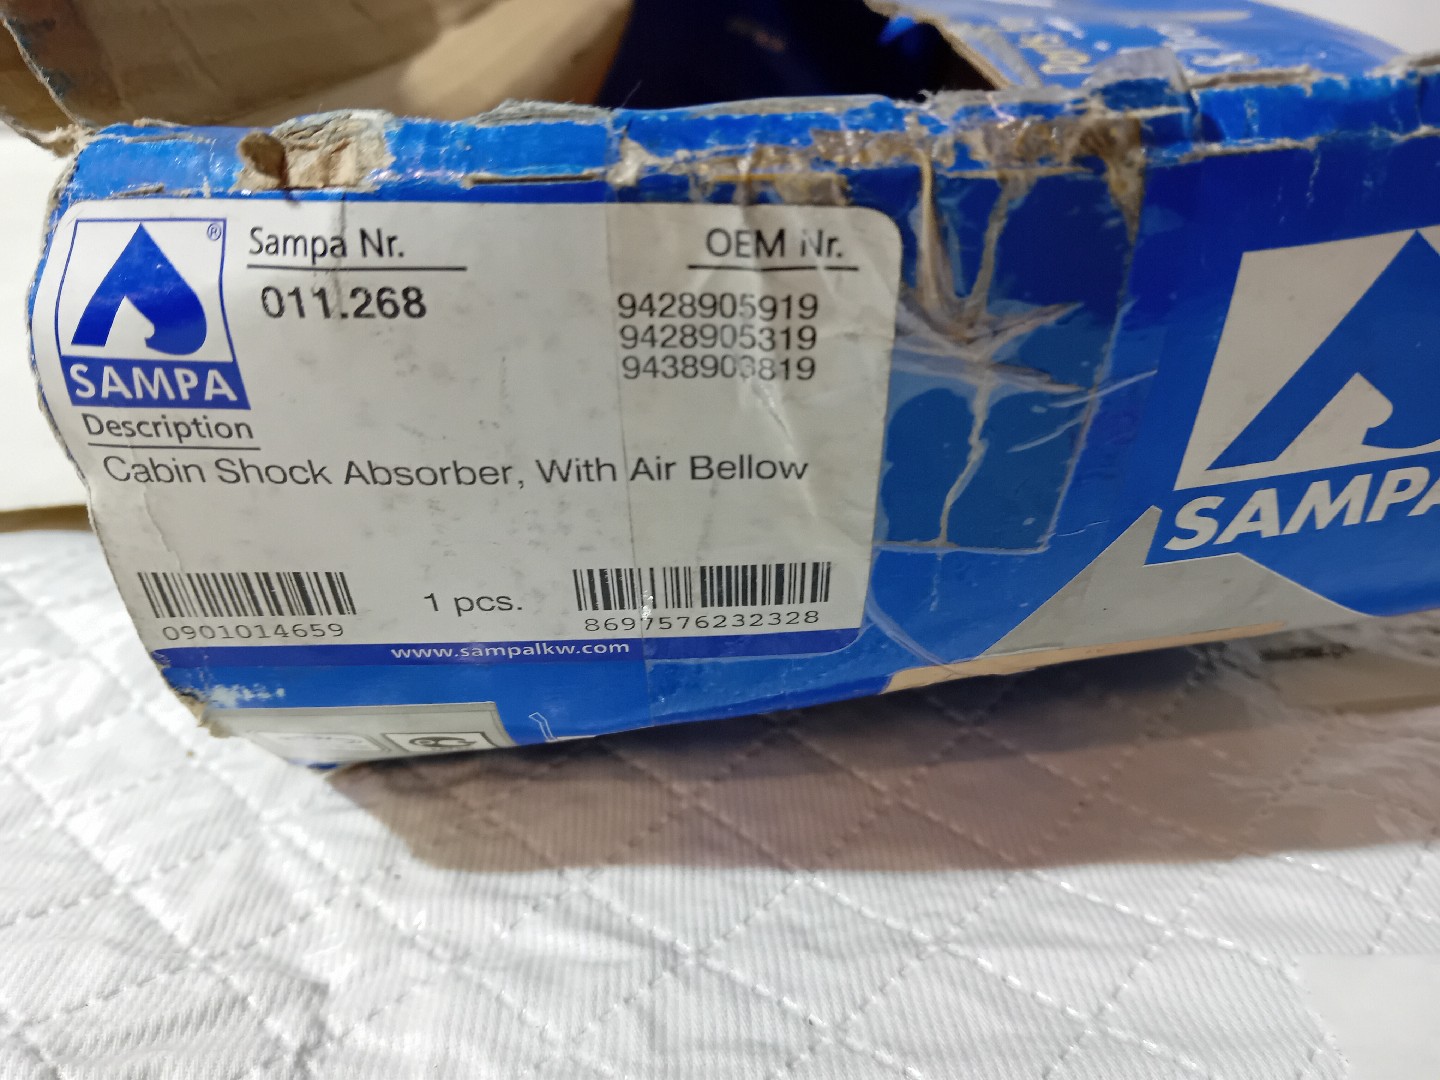 ®
SAMPA
Sampa Nr.
011.268
OEM Nr.
9428905919
9428905319
9438903819
Description
Cabin Shock Absorber, With Air Bellow
0901014659
1 pcs.
8697576232328
www.sampalkw.com
SAMPA